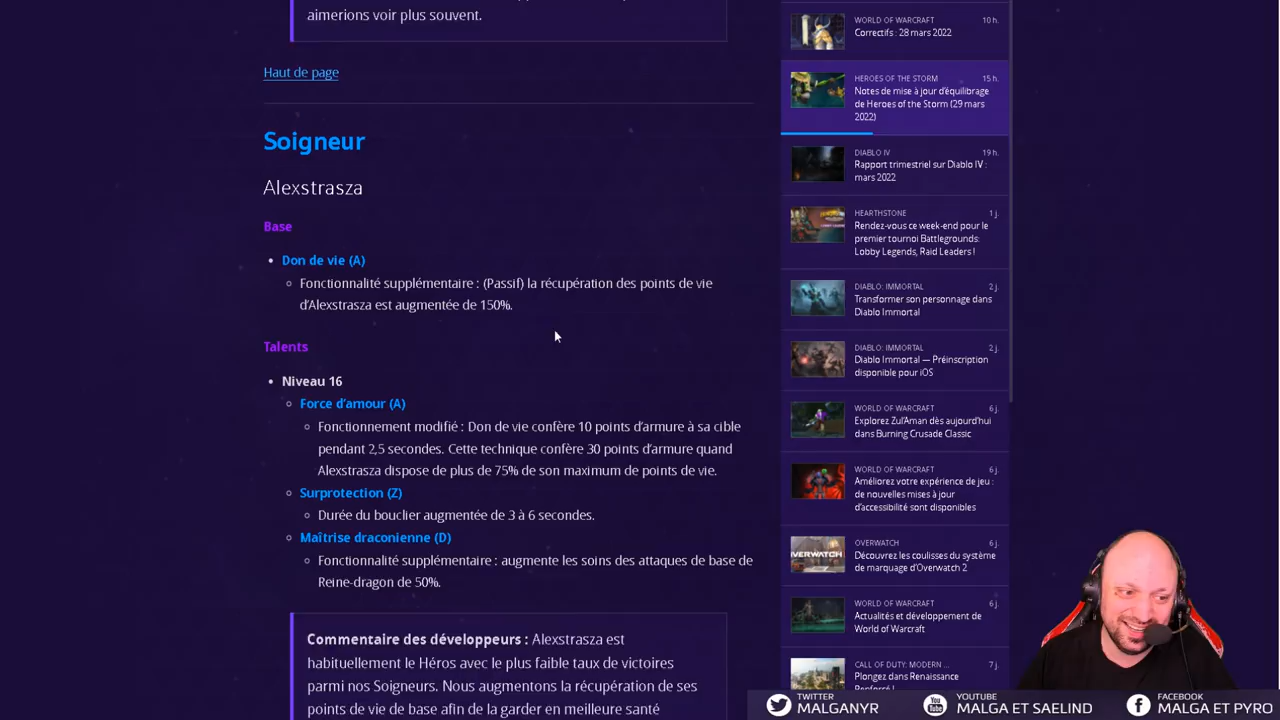 aimerions voir plus souvent.
Haut de page
Soigneur
Alexstrasza
Base
Don de vie (A)
Fonctionnalité supplémentaire : (Passif) la récupération des points de vie
d'Alexstrasza est augmentée de 150%.
Talents
Niveau 16
Force d'amour (A)
Fonctionnement modifié : Don de vie confère 10 points d'armure à sa cible
pendant 2,5 secondes. Cette technique confère 30 points d'armure quand
Alexstrasza dispose de plus de 75% de son maximum de points de vie.
Surprotection (Z)
Durée du bouclier augmentée de 3 à 6 secondes.
Maîtrise draconienne (D)
Fonctionnalité supplémentaire : augmente les soins des attaques de base de
Reine-dragon de 50%.
Commentaire des développeurs : Alexstrasza est
habituellement le Héros avec le plus faible taux de victoires
parmi nos Soigneurs. Nous augmentons la récupération de ses
points de vie de base afin de la garder en meilleure santé
WORLD OF WARCRAFT 10 h.
Correctifs : 28 mars 2022
HEROES OF THE STORM 15 h.
Notes de mise à jour d'équilibrage
de Heroes of the Storm (29 mars
2022)
DIABLO IV 19 h.
Rapport trimestriel sur Diablo IV :
mars 2022
HEARTHSTONE 1 j.
Rendez-vous ce week-end pour le
premier tournoi Battlegrounds:
Lobby Legends, Raid Leaders !
DIABLO: IMMORTAL 2 j.
Transformer son personnage dans
Diablo Immortal
DIABLO: IMMORTAL 2 j.
Diablo Immortal — Préinscription
disponible pour iOS
WORLD OF WARCRAFT 6 j.
Explorez Zul'Aman dès aujourd'hui
dans Burning Crusade Classic
WORLD OF WARCRAFT 6 j.
Améliorez votre expérience de jeu :
de nouvelles mises à jour
d'accessibilité sont disponibles
OVERWATCH 6 j.
Découvrez les coulisses du système
de marquage d'Overwatch 2
WORLD OF WARCRAFT 6 j.
Actualités et développement de
World of Warcraft
CALL OF DUTY: MODERN ... 7 j.
Plongez dans Renaissance
TWITTER
MALGANYR
YOUTUBE
MALGA ET SAELIND
FACEBOOK
MALGA ET PYRO